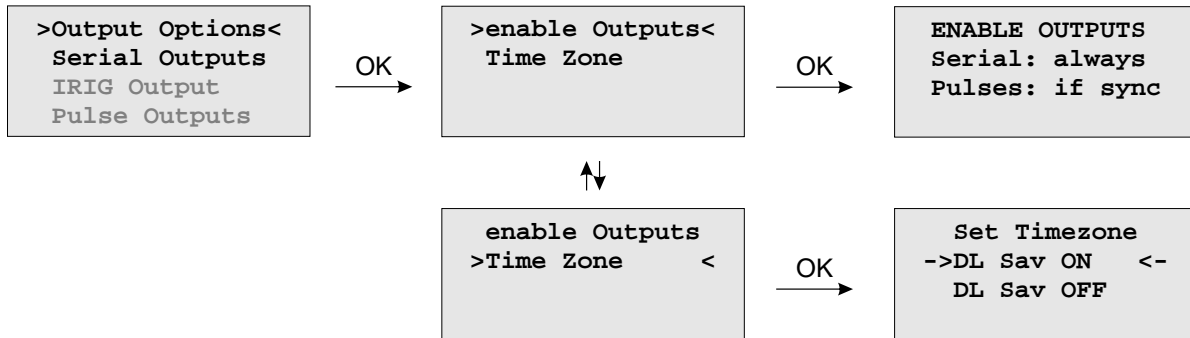 >Output Options<
Serial Outputs
IRIG Output
Pulse Outputs
OK
>enable Outputs<
Time Zone
OK
ENABLE OUTPUTS
Serial: always
Pulses: if sync
enable Outputs
>Time Zone <
OK
Set Timezone
->DL Sav ON <-
DL Sav OFF